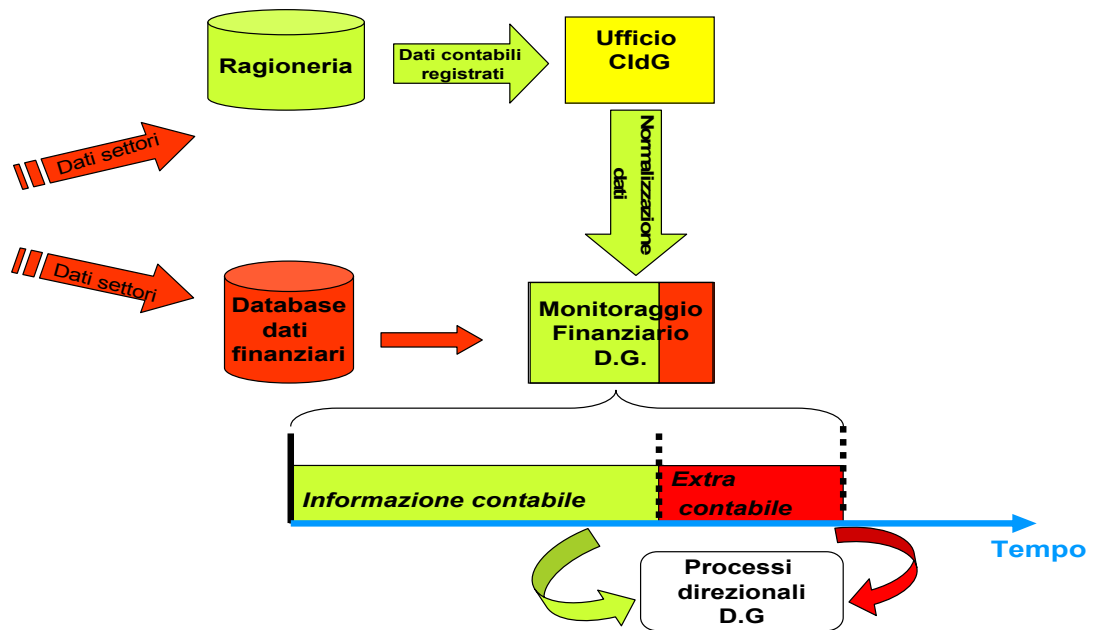 Ragioneria
Dati contabili
registrati
Ufficio
CIdG
Dati settori
Normalizzazione
dati
Dati settori
Database
dati
finanziari
Monitoraggio
Finanziario
D.G.
Informazione contabile
Extra
contabile
Tempo
Processi
direzionali
D.G